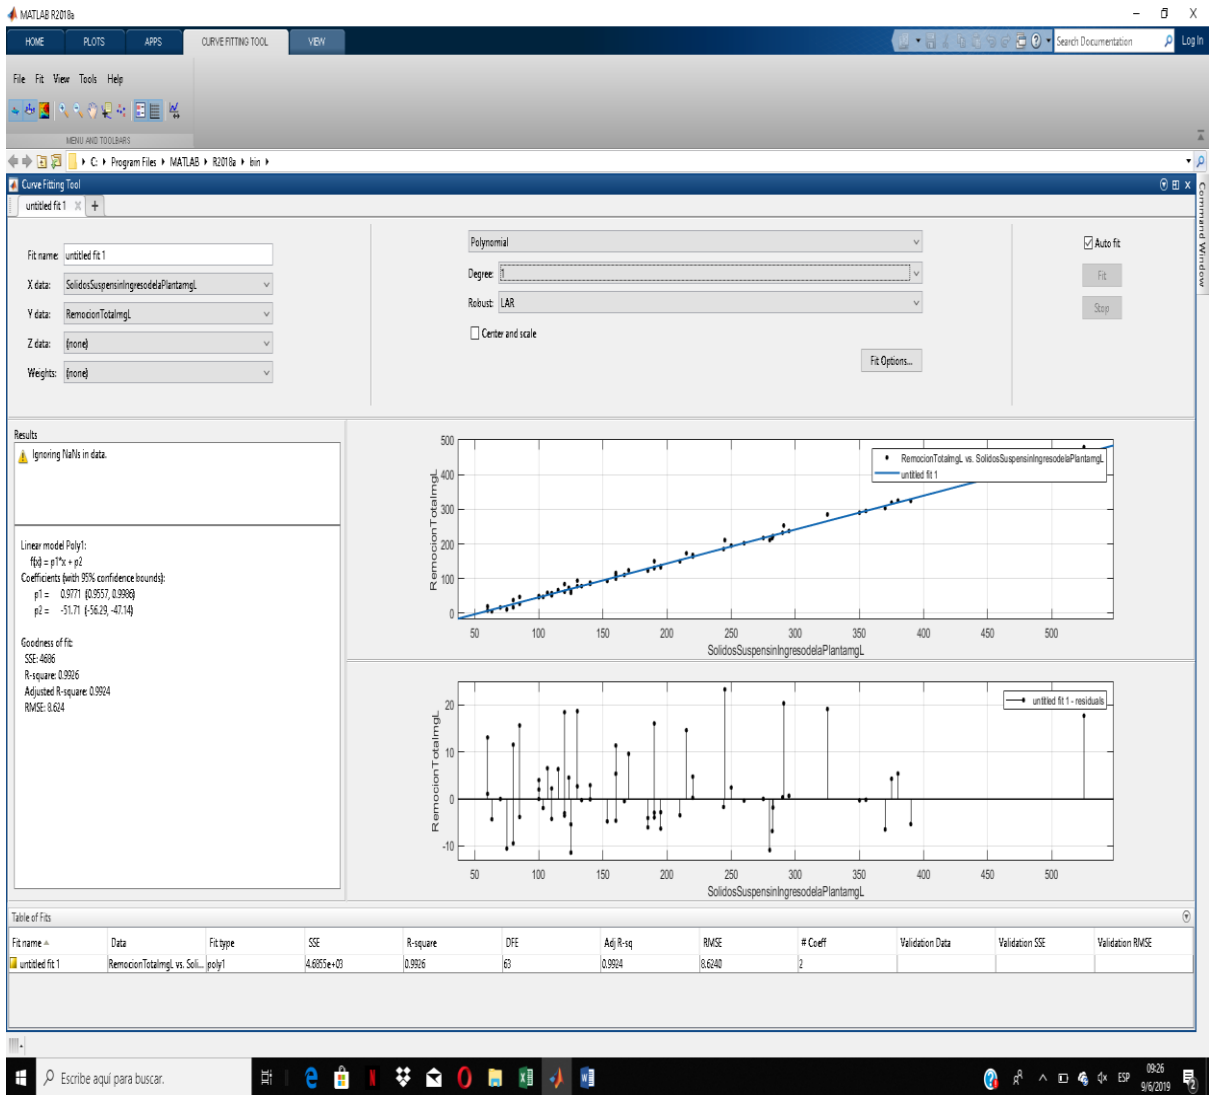 MATLAB R2018a
HOME PLOTS APPS CURVE FITTING TOOL VIEW
Search Documentation
Log In
File Fit View Tools Help
MENU AND TOOLBARS
C: Program Files MATLAB R2018a bin
Curve Fitting Tool
untitled fit 1
Command Window
Fit name: untitled fit 1
X data: SolidosSuspensinIngresodelaPlantamgL
Y data: RemocionTotalmgL
Z data: (none)
Weights: (none)
Polynomial
Degree: 1
Robust: LAR
Center and scale
Fit Options...
Auto fit
Fit
Stop
Results
Ignoring NaNs in data.
Linear model Poly1:
f(x) = p1*x + p2
Coefficients (with 95% confidence bounds):
p1 = 0.9771 (0.9557, 0.9986)
p2 = -51.71 (-56.29, -47.14)
Goodness of fit:
SSE: 4686
R-square: 0.9926
Adjusted R-square: 0.9924
RMSE: 8.624
500
400
300
200
100
0
RemocionTotalmgL
RemocionTotalmgL vs. SolidosSuspensinIngresodelaPlantamgL
untitled fit 1
50 100 150 200 250 300 350 400 450 500
SolidosSuspensinIngresodelaPlantamgL
20
10
0
-10
RemocionTotalmgL
untitled fit 1 - residuals
50 100 150 200 250 300 350 400 450 500
SolidosSuspensinIngresodelaPlantamgL
Table of Fits
Fit name Data Fit type SSE R-square DFE Adj R-sq RMSE # Coeff Validation Data Validation SSE Validation RMSE
untitled fit 1 RemocionTotalmgL vs. Soli... poly1 4.6855e+03 0.9926 63 0.9924 8.6240 2
Escribe aquí para buscar.
ESP
09:26
9/6/2019
2